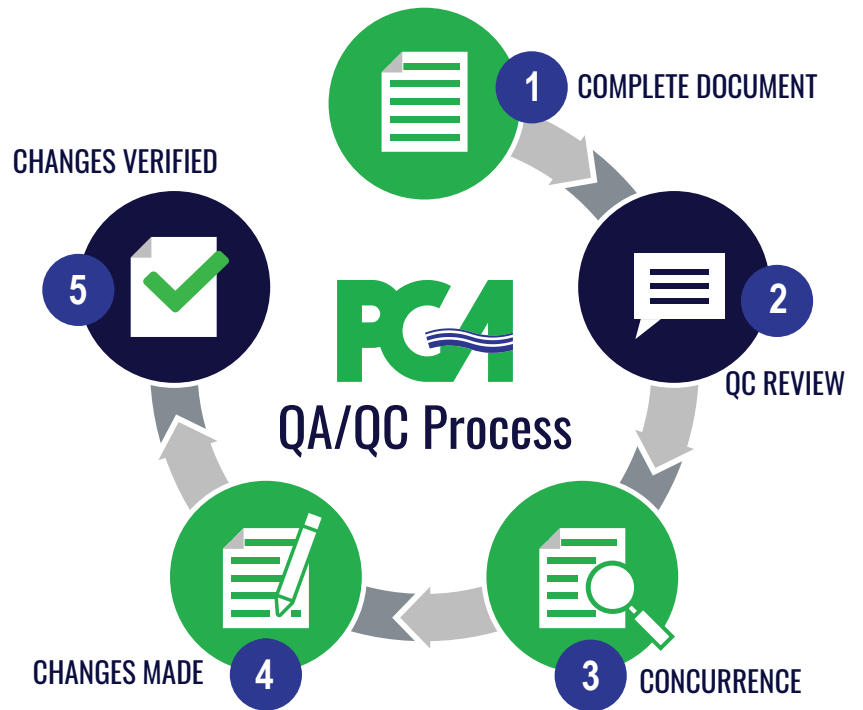 1
COMPLETE DOCUMENT
CHANGES VERIFIED
5
2
QC REVIEW
PGA
QA/QC Process
CHANGES MADE
4
3
CONCURRENCE